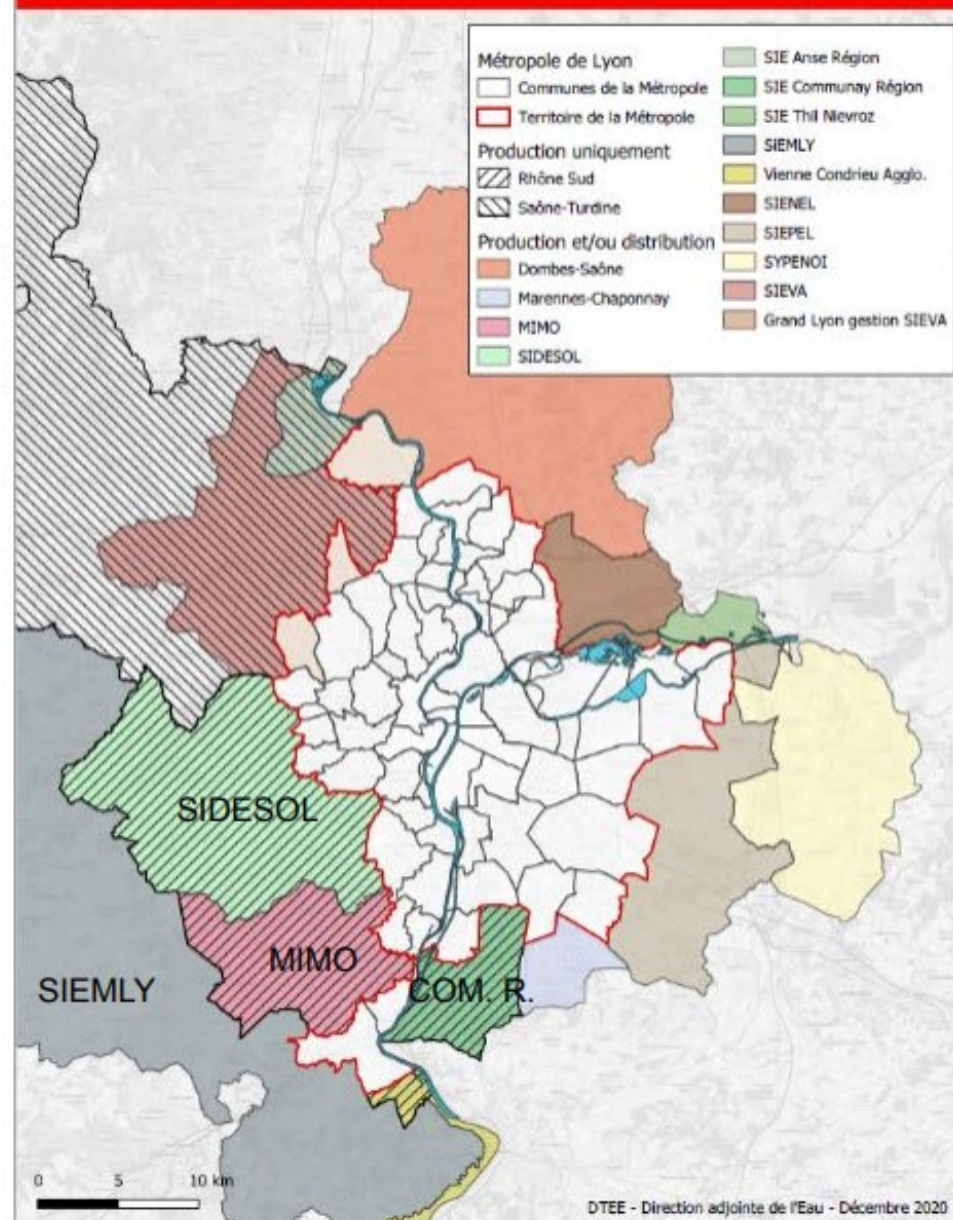 Métropole de Lyon
Communes de la Métropole
Territoire de la Métropole
Production uniquement
Rhône Sud
Saône-Turdine
Production et/ou distribution
Dombes-Saône
Marennes-Chaponnay
MIMO
SIDESOL
SIE Anse Région
SIE Communay Région
SIE Thil Nievroz
SIEMLY
Vienne Condrieu Agglo.
SIENEL
SIEPEL
SYPENOI
SIEVA
Grand Lyon gestion SIEVA
SIDESOL
MIMO
SIEMLY
COM. R.
0 5 10 km
DTEE - Direction adjointe de l'Eau - Décembre 2020